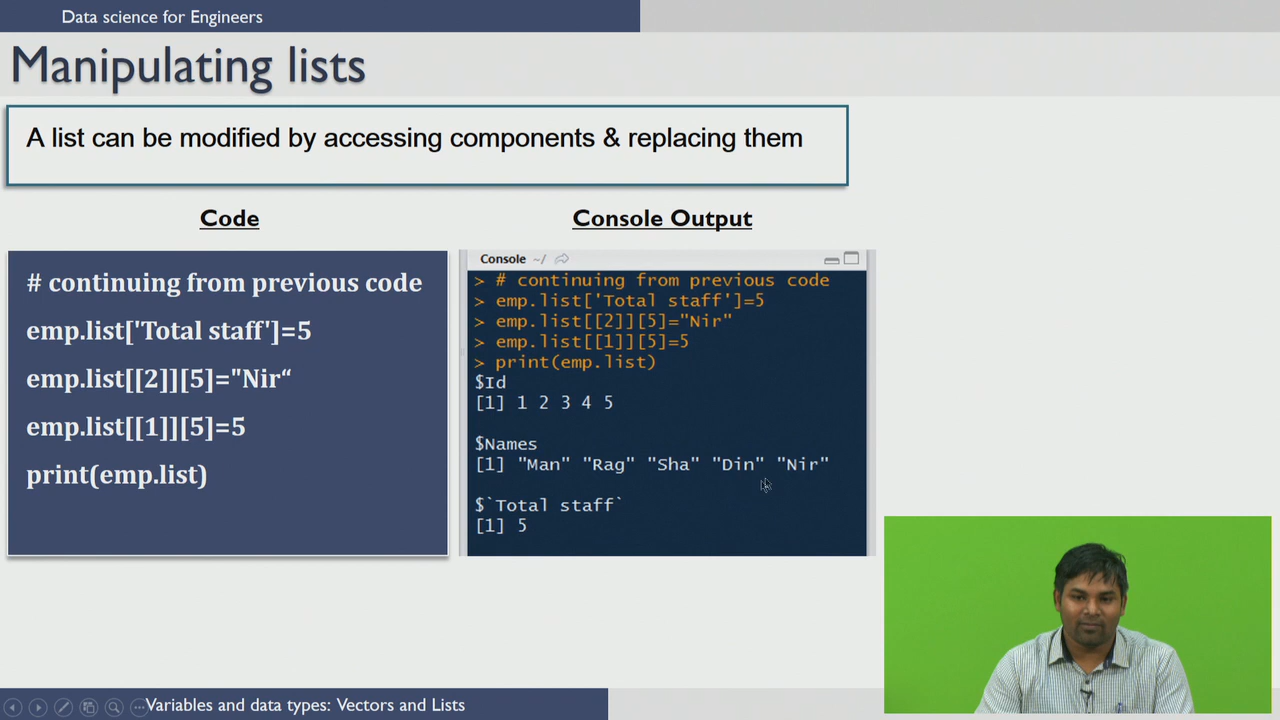 Data science for Engineers
Manipulating lists
A list can be modified by accessing components & replacing them
Code
# continuing from previous code
emp.list['Total staff']=5
emp.list[[2]][5]="Nir“
emp.list[[1]][5]=5
print(emp.list)
Console Output
Console ~/
> # continuing from previous code
> emp.list['Total staff']=5
> emp.list[[2]][5]="Nir"
> emp.list[[1]][5]=5
> print(emp.list)
$Id
[1] 1 2 3 4 5
$Names
[1] "Man" "Rag" "Sha" "Din" "Nir"
$`Total staff`
[1] 5
Variables and data types: Vectors and Lists